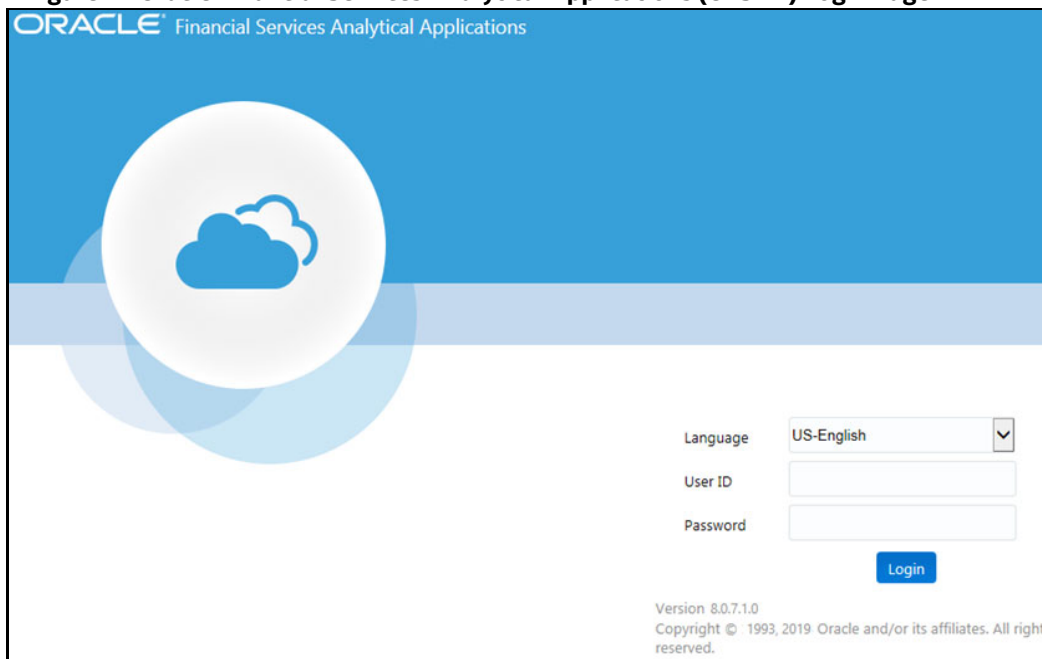 ORACLE® Financial Services Analytical Applications
Language US-English
User ID
Password
Login
Version 8.0.7.1.0
Copyright © 1993, 2019 Oracle and/or its affiliates. All right
reserved.